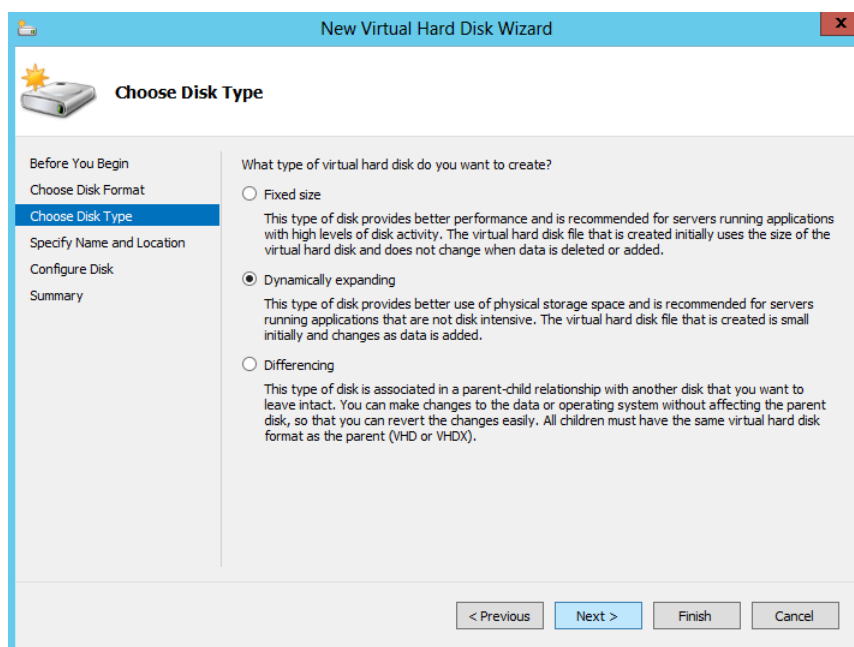 New Virtual Hard Disk Wizard
x
Choose Disk Type
Before You Begin
Choose Disk Format
Choose Disk Type
Specify Name and Location
Configure Disk
Summary
What type of virtual hard disk do you want to create?
Fixed size
This type of disk provides better performance and is recommended for servers running applications
with high levels of disk activity. The virtual hard disk file that is created initially uses the size of the
virtual hard disk and does not change when data is deleted or added.
Dynamically expanding
This type of disk provides better use of physical storage space and is recommended for servers
running applications that are not disk intensive. The virtual hard disk file that is created is small
initially and changes as data is added.
Differencing
This type of disk is associated in a parent-child relationship with another disk that you want to
leave intact. You can make changes to the data or operating system without affecting the parent
disk, so that you can revert the changes easily. All children must have the same virtual hard disk
format as the parent (VHD or VHDX).
< Previous
Next >
Finish
Cancel